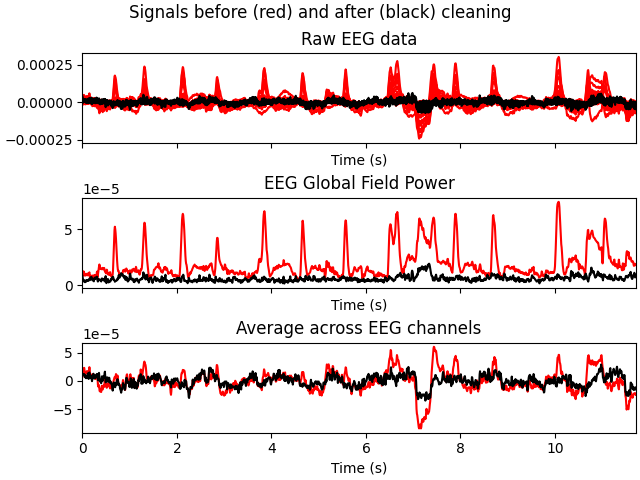 Signals before (red) and after (black) cleaning
Raw EEG data
0.00025
0.00000
−0.00025
Time (s)
EEG Global Field Power
1e−5
5
0
Time (s)
Average across EEG channels
1e−5
5
0
−5
0 2 4 6 8 10
Time (s)